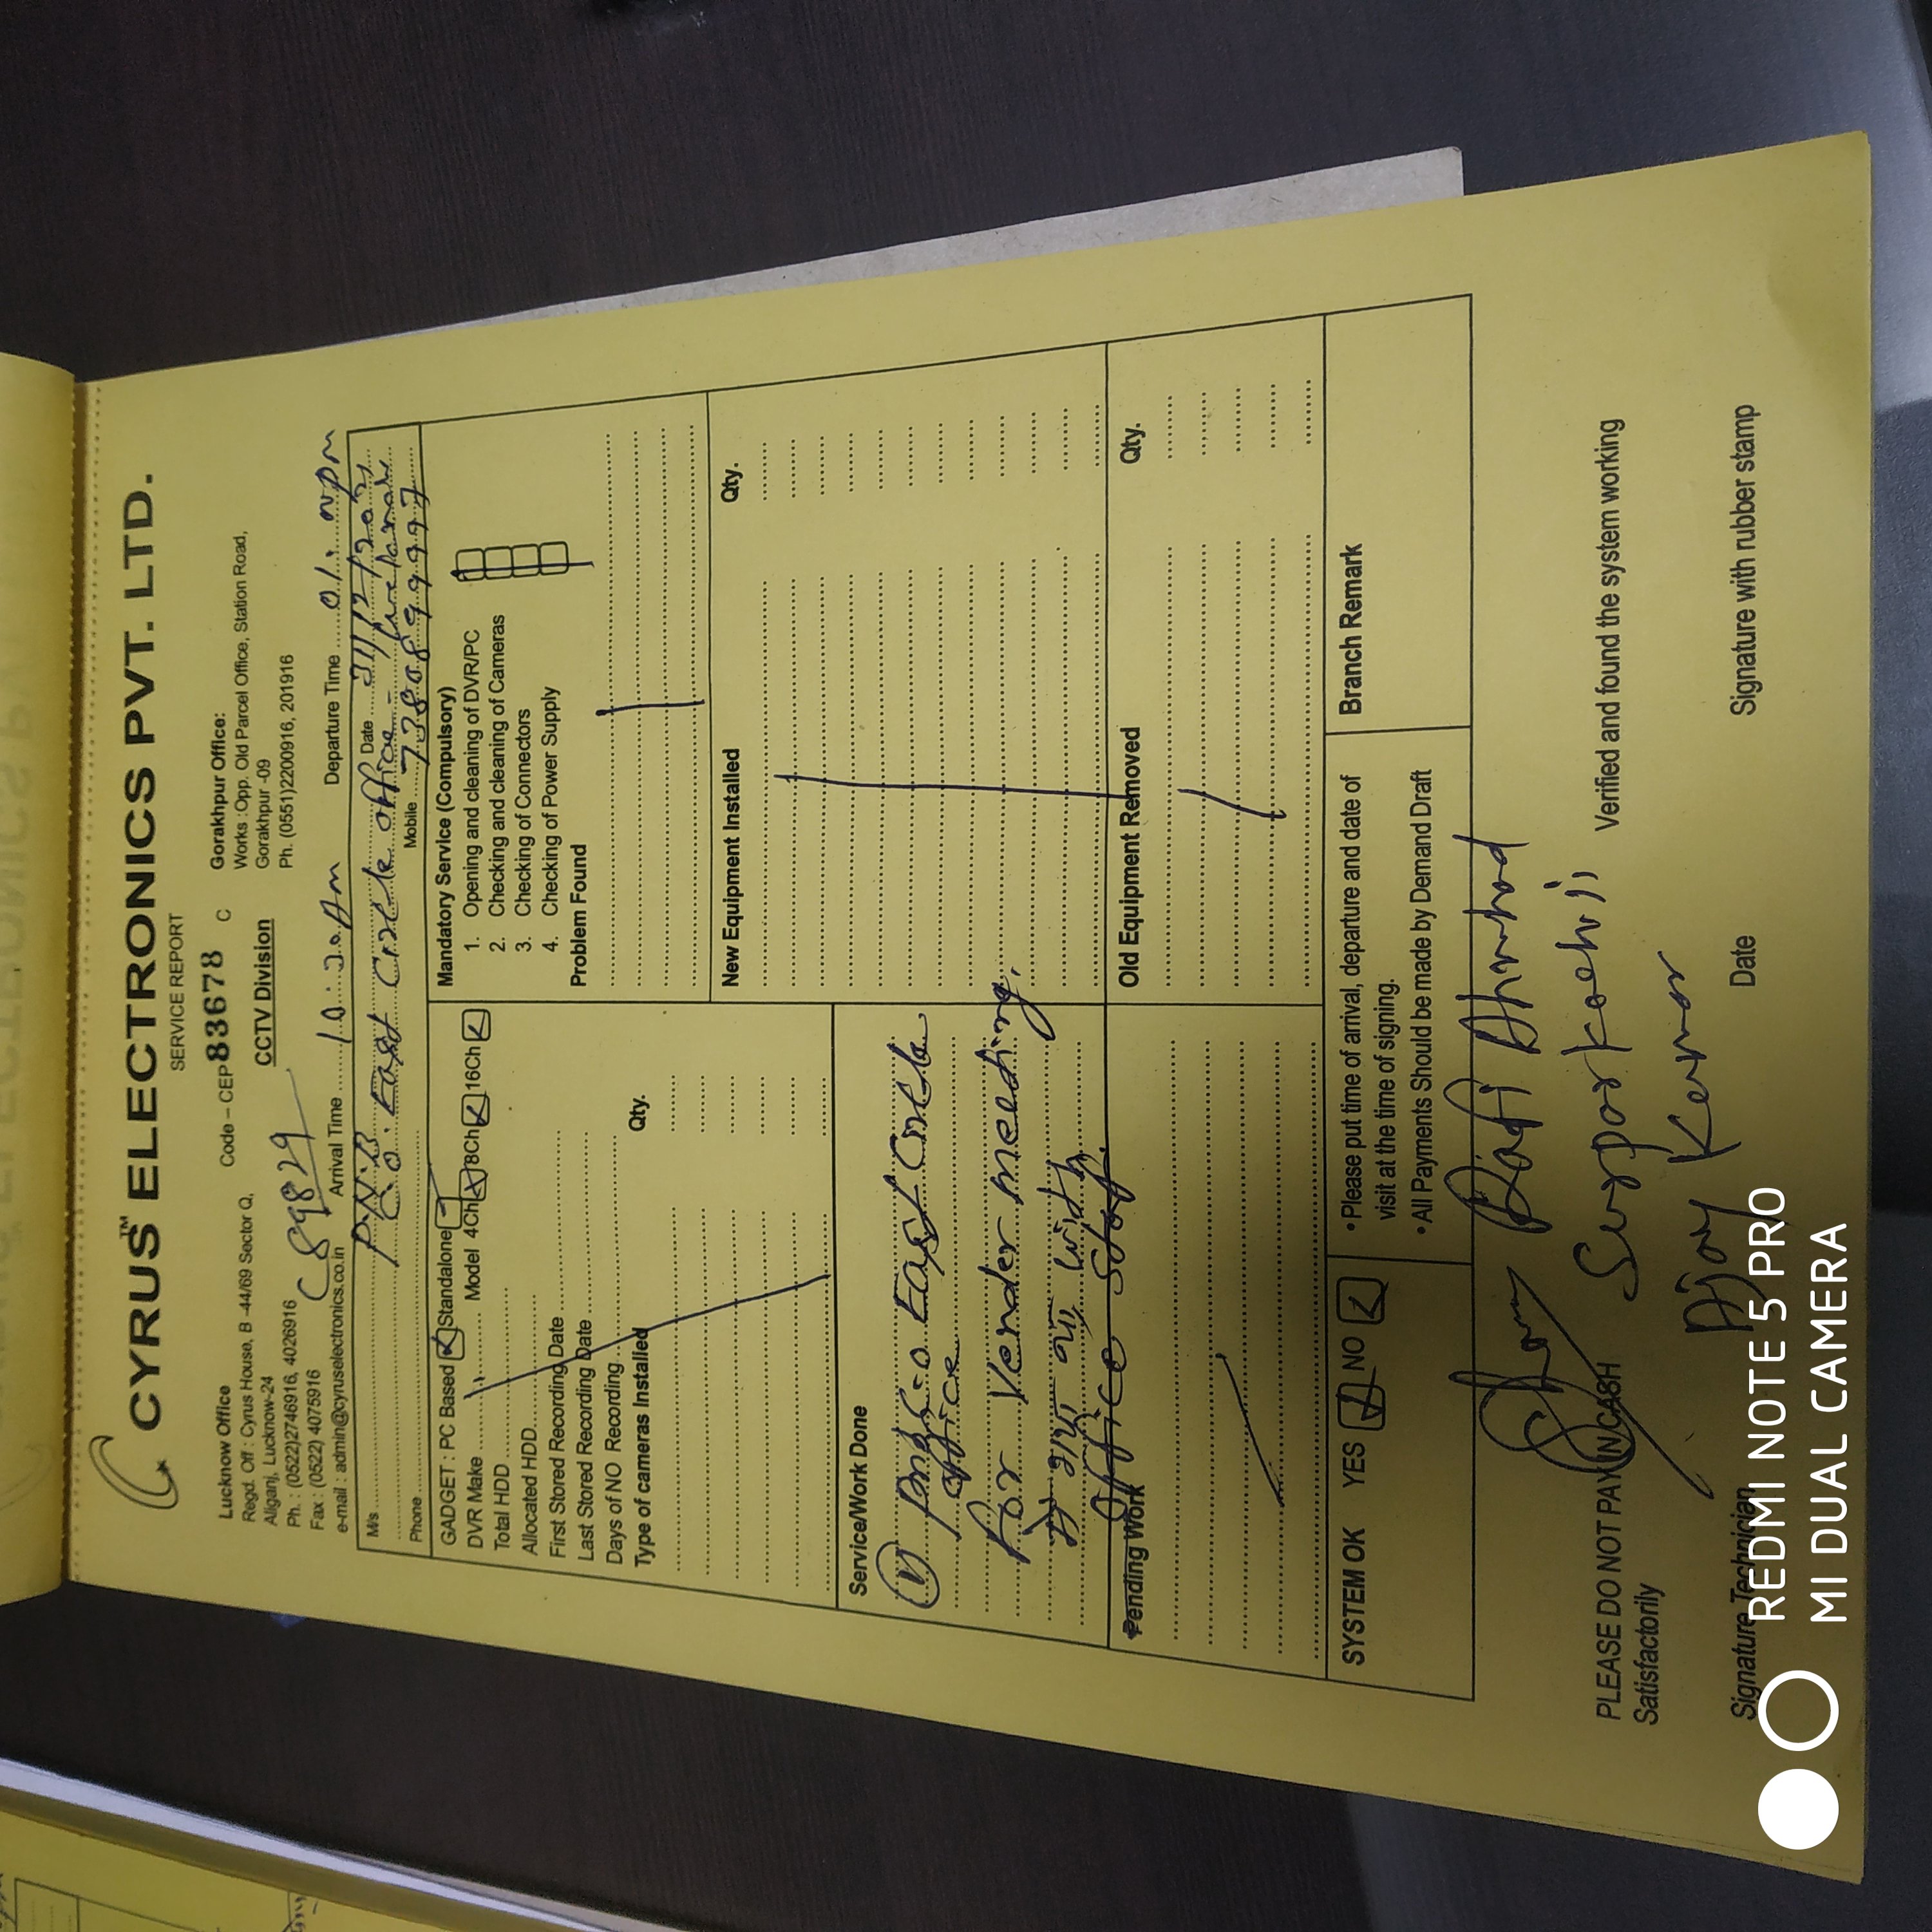 CYRUS™ ELECTRONICS PVT. LTD.
SERVICE REPORT
Lucknow Office
Regd. Off : Cyrus House, B -44/69 Sector Q,
Aliganj, Lucknow-24
Ph. : (0522)2746916, 4026916
Fax : (0522) 4075916
e-mail : admin@cyruselectronics.co.in
Code – CEP 83678 C
CCTV Division
C89829
Gorakhpur Office:
Works :Opp. Old Parcel Office, Station Road,
Gorakhpur -09
Ph. (0551)2200916, 201916
Arrival Time 10:30 Am
Departure Time 01. pm
M/s P.N.B Date 31/12/2021
C.O. East Circle office -
Phone Mobile 7380899997
GADGET : PC Based Standalone
DVR Make Model 4Ch 8Ch 16Ch
Total HDD
Allocated HDD
First Stored Recording Date
Last Stored Recording Date
Days of NO Recording
Type of cameras Installed Qty.
Mandatory Service (Compulsory)
1. Opening and cleaning of DVR/PC
2. Checking and cleaning of Cameras
3. Checking of Connectors
4. Checking of Power Supply
Problem Found
New Equipment Installed Qty.
Service/Work Done
① pnb C.o East Circle
office
for Vender meeting.
में गया था, with
office staf.
Pending Work
Old Equipment Removed Qty.
SYSTEM OK YES NO
•Please put time of arrival, departure and date of
visit at the time of signing.
•All Payments Should be made by Demand Draft
Branch Remark
Rafi Ahmhad
PLEASE DO NOT PAY IN CASH Verified and found the system working
Satisfactorily
Ajay Kumar
Signature Technician Date Signature with rubber stamp
REDMI NOTE 5 PRO
MI DUAL CAMERA